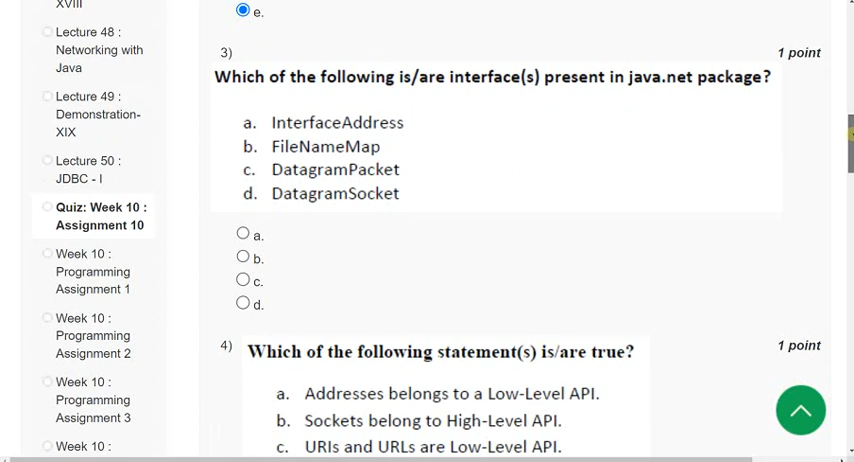 XVIII
Lecture 48 :
Networking with
Java
Lecture 49 :
Demonstration-
XIX
Lecture 50 :
JDBC - I
Quiz: Week 10 :
Assignment 10
Week 10 :
Programming
Assignment 1
Week 10 :
Programming
Assignment 2
Week 10 :
Programming
Assignment 3
Week 10 :
e.
3)
1 point
Which of the following is/are interface(s) present in java.net package?
a. InterfaceAddress
b. FileNameMap
c. DatagramPacket
d. DatagramSocket
a.
b.
c.
d.
4)
1 point
Which of the following statement(s) is/are true?
a. Addresses belongs to a Low-Level API.
b. Sockets belong to High-Level API.
c. URIs and URLs are Low-Level API.